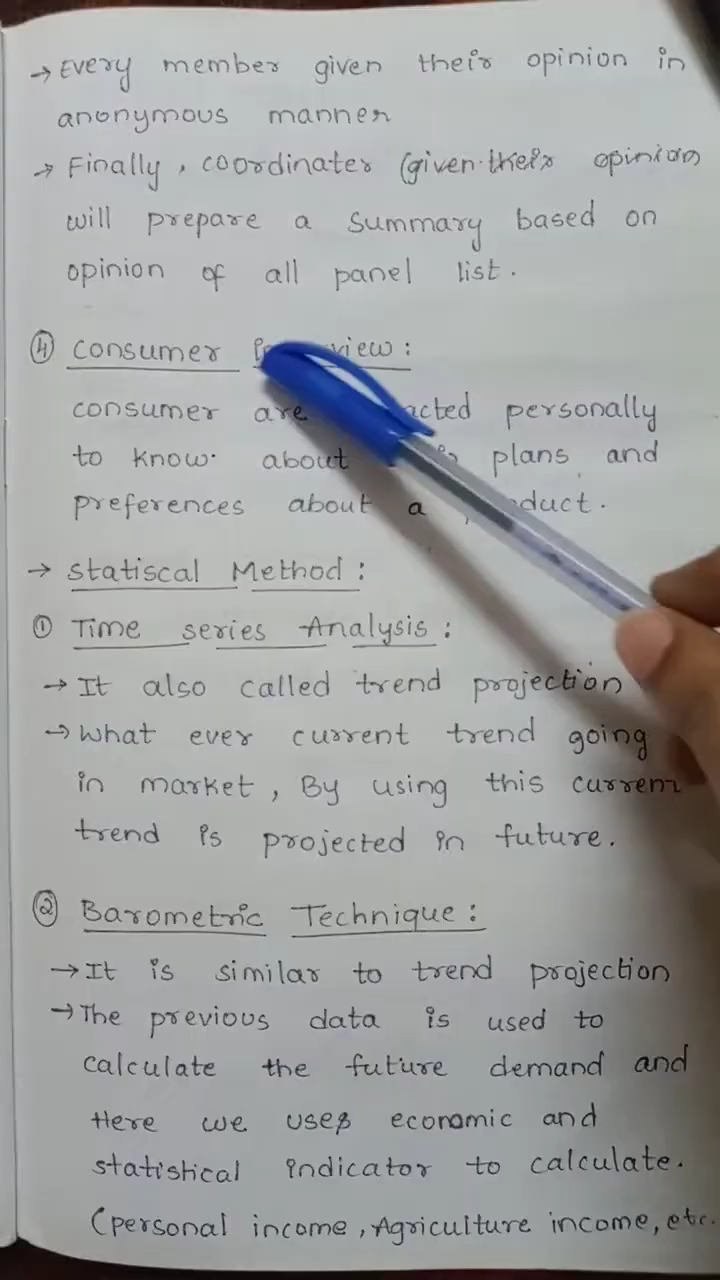 → Every member given their opinion in
anonymous manner
→ Finally, coordinater (given their opinion
will prepare a summary based on
opinion of all panel list.
④ Consumer view:
consumer are acted personally
to know about plans and
preferences about a duct.
→ Statiscal Method:
① Time series Analysis:
→ It also called trend projection
→ What ever current trend going
in market, By using this current
trend is projected in future.
② Barometric Technique:
→ It is similar to trend projection
→ The previous data is used to
calculate the future demand and
Here we uses economic and
statistical indicator to calculate.
(personal income, Agriculture income, etc.